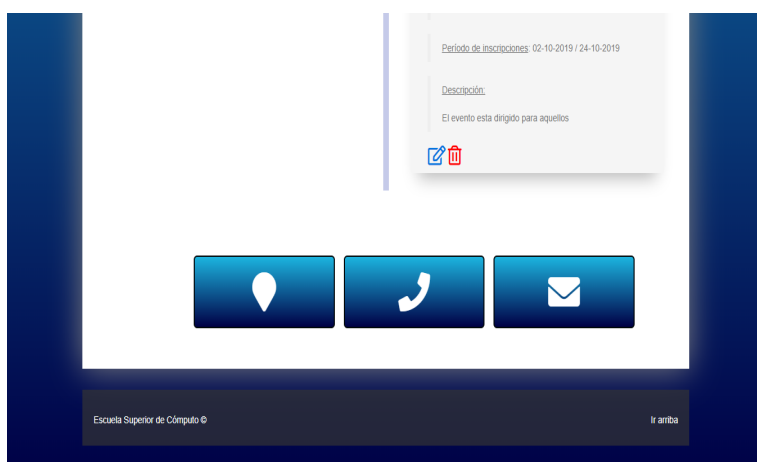 Período de inscripciones: 02-10-2019 / 24-10-2019
Descripción:
El evento esta dirigido para aquellos
Escuela Superior de Cómputo ©
Ir arriba